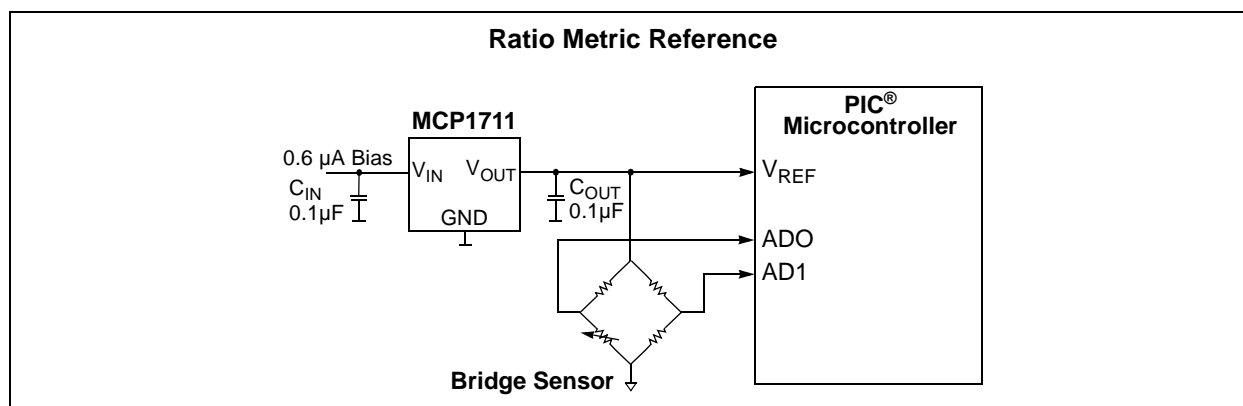 Ratio Metric Reference
PIC®
Microcontroller
MCP1711
0.6 µA Bias
VIN
VOUT
VREF
CIN
0.1µF
COUT
0.1µF
GND
ADO
AD1
Bridge Sensor